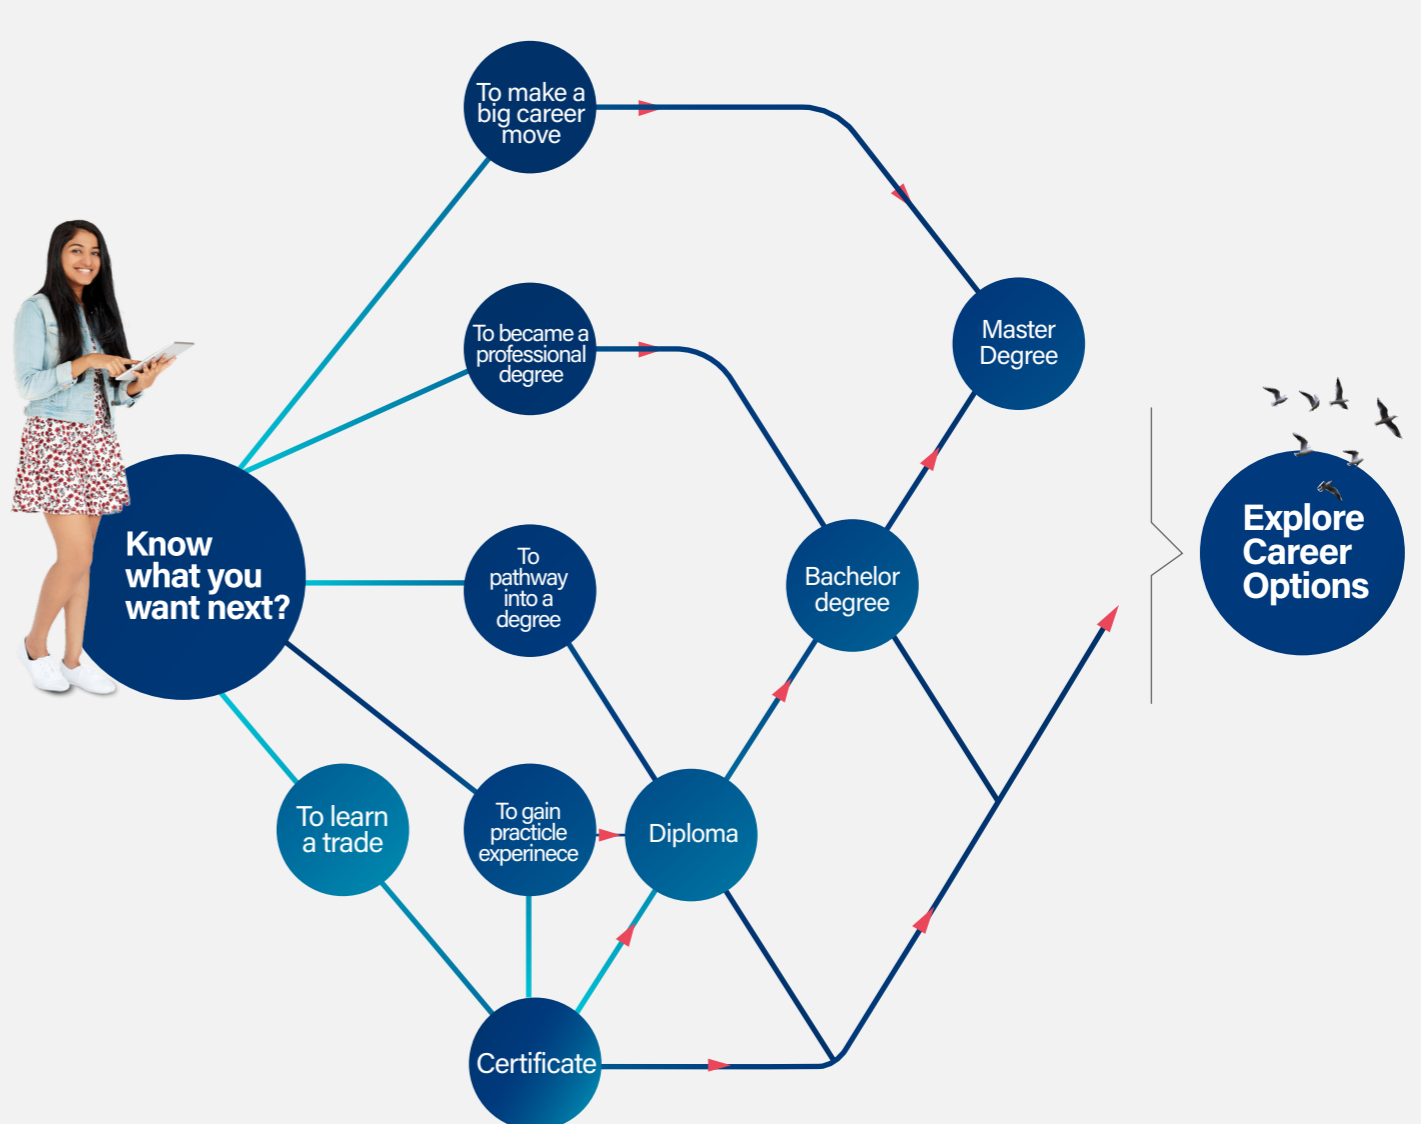 To make a
big career
move
To became a
professional
degree
Master
Degree
Know
what you
want next?
To
pathway
into a
degree
Bachelor
degree
Explore
Career
Options
To learn
a trade
To gain
practicle
experinece
Diploma
Certificate